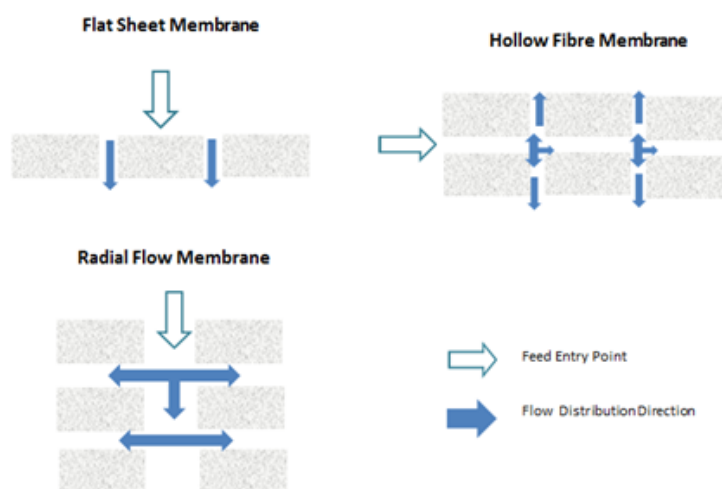 Flat Sheet Membrane
Hollow Fibre Membrane
Radial Flow Membrane
Feed Entry Point
Flow Distribution Direction